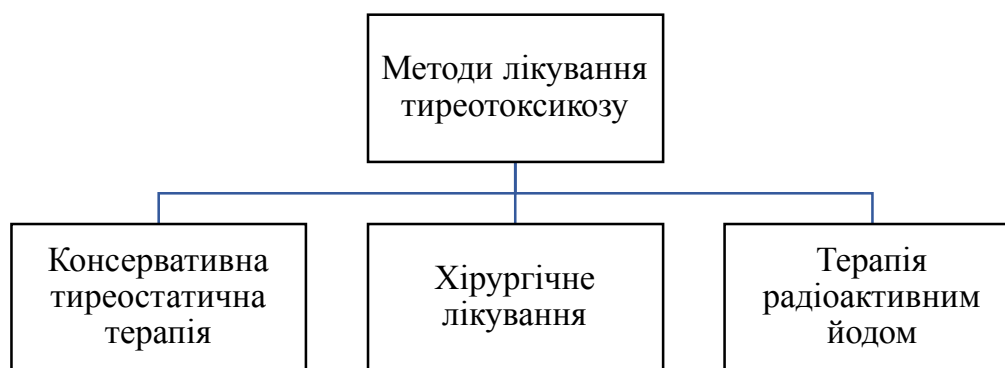 Методи лікування
тиреотоксикозу
Консервативна
тиреостатична
терапія
Хірургічне
лікування
Терапія
радіоактивним
йодом